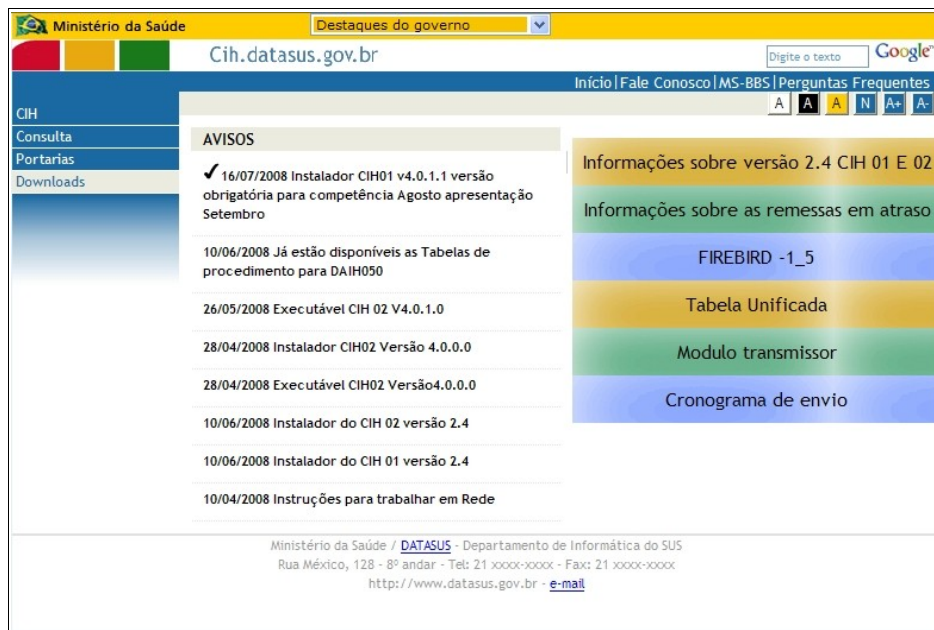 Ministério da Saúde
Destaques do governo
Cih.datasus.gov.br
Digite o texto
Google
Início|Fale Conosco|MS-BBS|Perguntas Frequentes
A A A N A+ A-
CIH
Consulta
Portarias
Downloads
AVISOS
✓16/07/2008 Instalador CIH01 v4.0.1.1 versão
obrigatória para competência Agosto apresentação
Setembro
10/06/2008 Já estão disponíveis as Tabelas de
procedimento para DAIH050
26/05/2008 Executável CIH 02 V4.0.1.0
28/04/2008 Instalador CIH02 Versão 4.0.0.0
28/04/2008 Executável CIH02 Versão4.0.0.0
10/06/2008 Instalador do CIH 02 versão 2.4
10/06/2008 Instalador do CIH 01 versão 2.4
10/04/2008 Instruções para trabalhar em Rede
Informações sobre versão 2.4 CIH 01 E 02
Informações sobre as remessas em atraso
FIREBIRD -1_5
Tabela Unificada
Modulo transmissor
Cronograma de envio
Ministério da Saúde / DATASUS - Departamento de Informática do SUS
Rua México, 128 - 8º andar - Tel: 21 xxxx-xxxx - Fax: 21 xxxx-xxxx
http://www.datasus.gov.br - e-mail